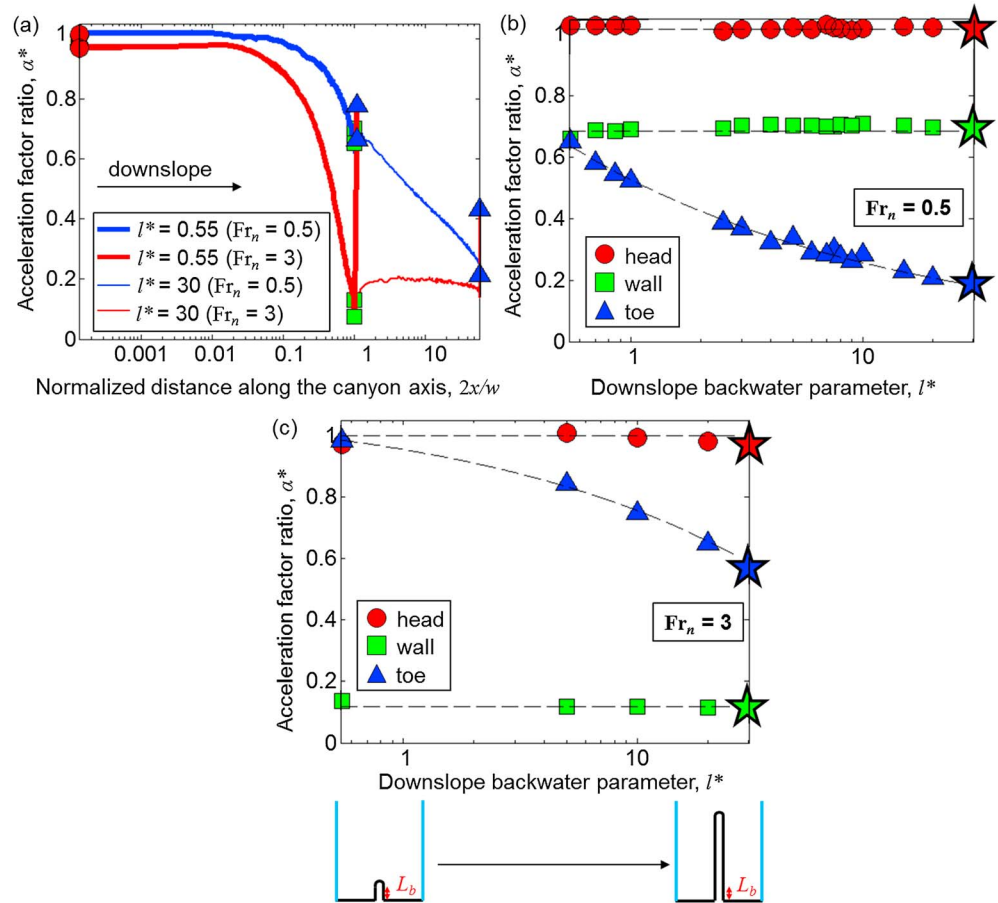 (a)
Acceleration factor ratio, α*
1
0.8
0.6
0.4
0.2
0
downslope
l* = 0.55 (Frn = 0.5)
l* = 0.55 (Frn = 3)
l* = 30 (Frn = 0.5)
l* = 30 (Frn = 3)
0.001 0.01 0.1 1 10
Normalized distance along the canyon axis, 2x/w
(b)
Acceleration factor ratio, α*
1
0.8
0.6
0.4
0.2
0
Frn = 0.5
head
wall
toe
1 10
Downslope backwater parameter, l*
(c)
Acceleration factor ratio, α*
1
0.8
0.6
0.4
0.2
0
Frn = 3
head
wall
toe
1 10
Downslope backwater parameter, l*
Lb
Lb